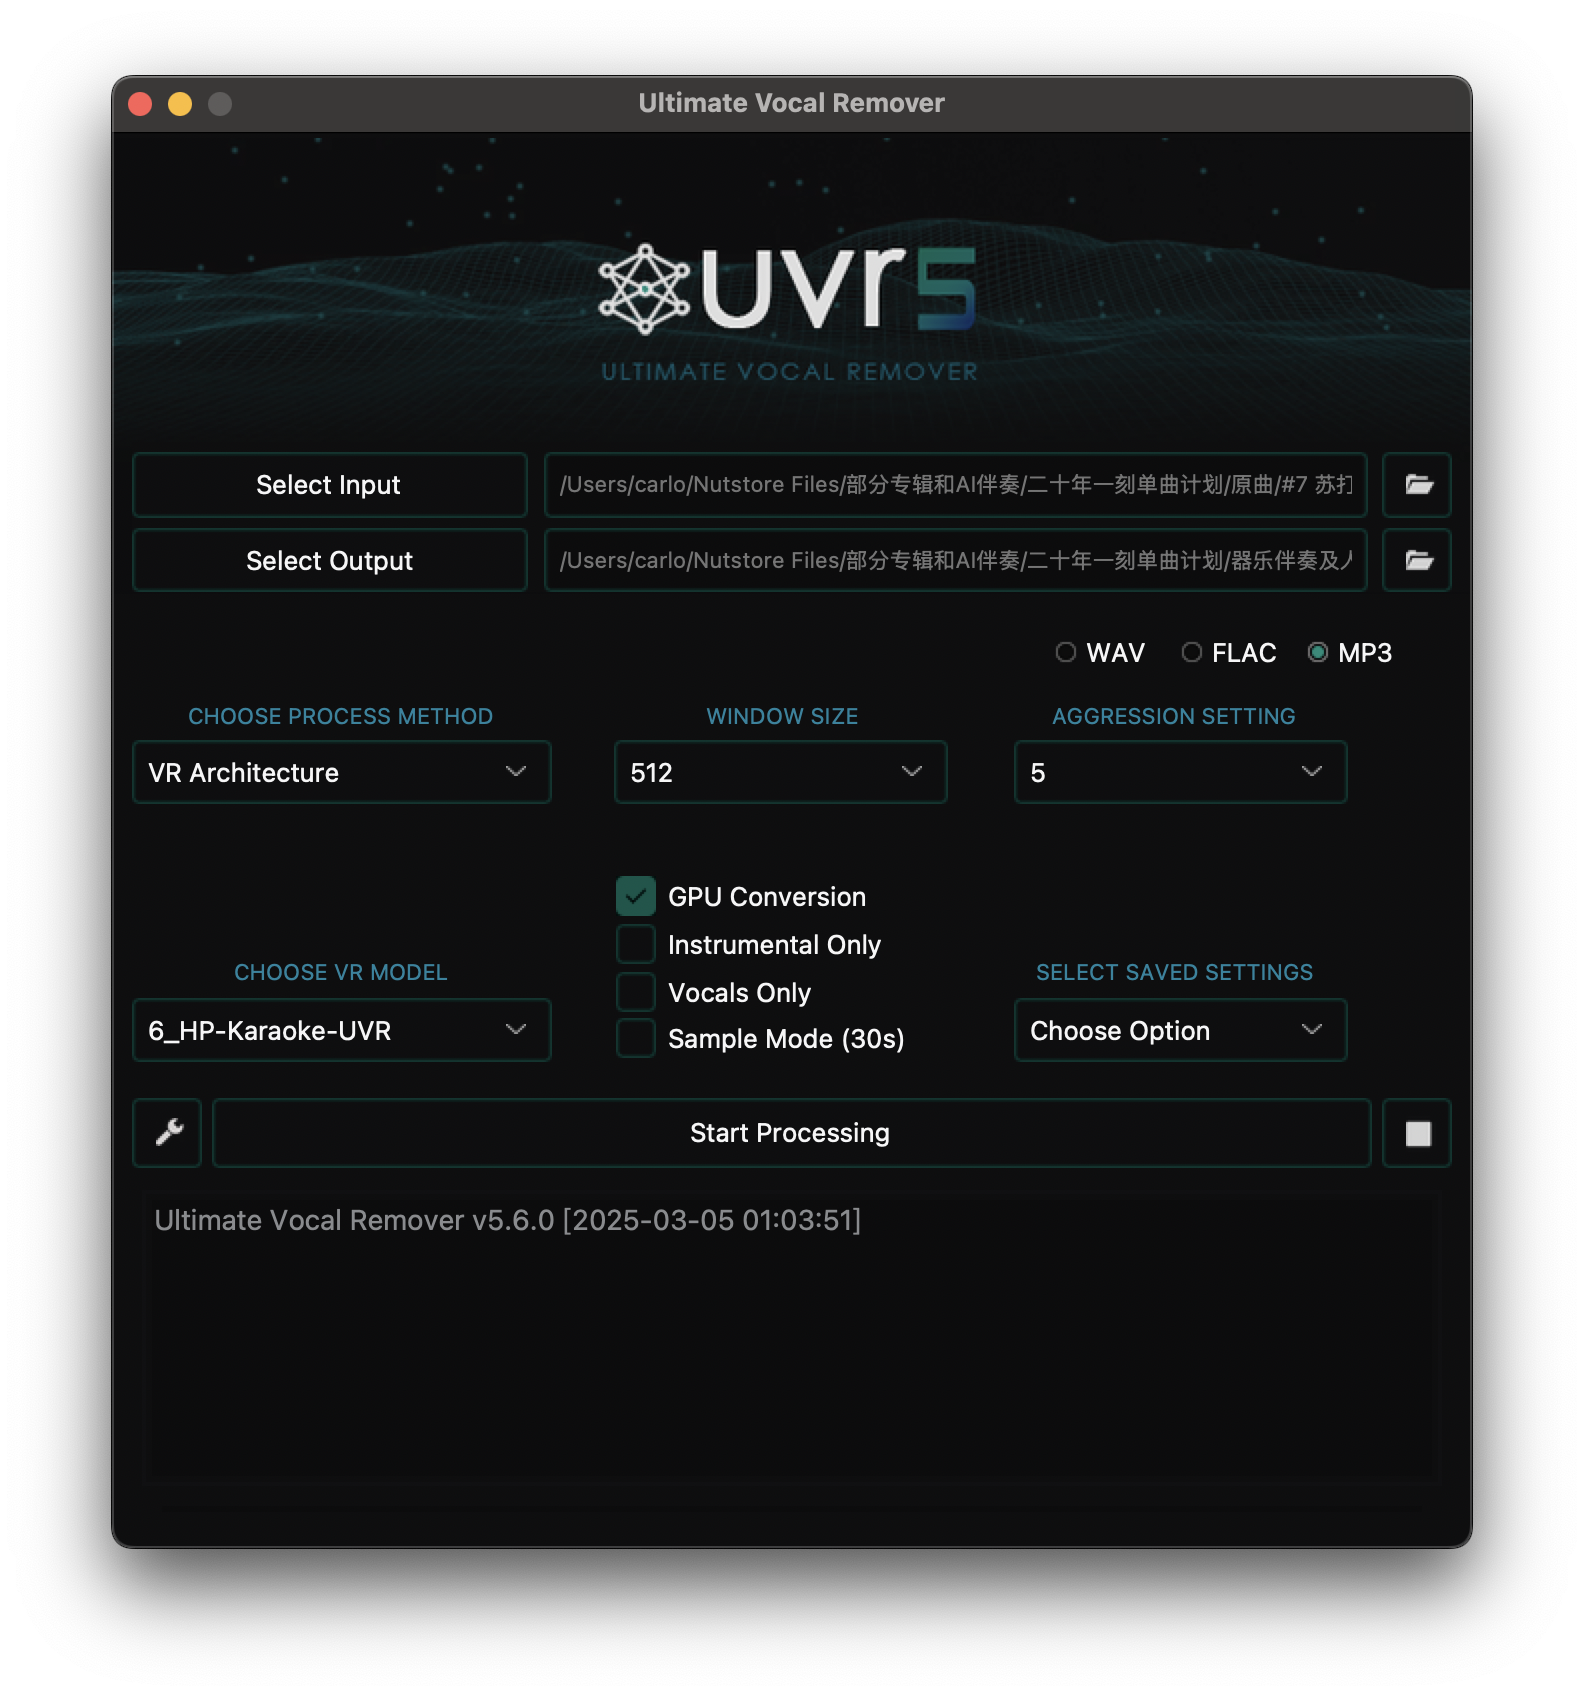 Ultimate Vocal Remover
uvr5
ULTIMATE VOCAL REMOVER
Select Input
/Users/carlo/Nutstore Files/部分专辑和AI伴奏/二十年一刻单曲计划/原曲/#7 苏打
Select Output
/Users/carlo/Nutstore Files/部分专辑和AI伴奏/二十年一刻单曲计划/器乐伴奏及人
WAV FLAC MP3
CHOOSE PROCESS METHOD WINDOW SIZE AGGRESSION SETTING
VR Architecture 512 5
GPU Conversion
Instrumental Only
CHOOSE VR MODEL Vocals Only SELECT SAVED SETTINGS
6_HP-Karaoke-UVR Sample Mode (30s) Choose Option
Start Processing
Ultimate Vocal Remover v5.6.0 [2025-03-05 01:03:51]